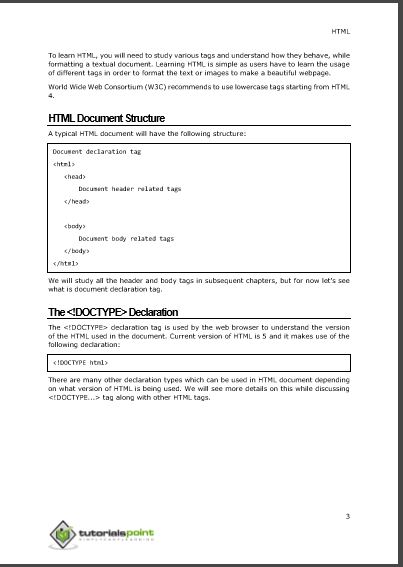 HTML
To learn HTML, you will need to study various tags and understand how they behave, while
formatting a textual document. Learning HTML is simple as users have to learn the usage
of different tags in order to format the text or images to make a beautiful webpage.
World Wide Web Consortium (W3C) recommends to use lowercase tags starting from HTML
4.
HTML Document Structure
A typical HTML document will have the following structure:
Document declaration tag
<html>
<head>
Document header related tags
</head>
<body>
Document body related tags
</body>
</html>
We will study all the header and body tags in subsequent chapters, but for now let's see
what is document declaration tag.
The <!DOCTYPE> Declaration
The <!DOCTYPE> declaration tag is used by the web browser to understand the version
of the HTML used in the document. Current version of HTML is 5 and it makes use of the
following declaration:
<!DOCTYPE html>
There are many other declaration types which can be used in HTML document depending
on what version of HTML is being used. We will see more details on this while discussing
<!DOCTYPE...> tag along with other HTML tags.
3
tutorialspoint
SIMPLYEASYLEARNING